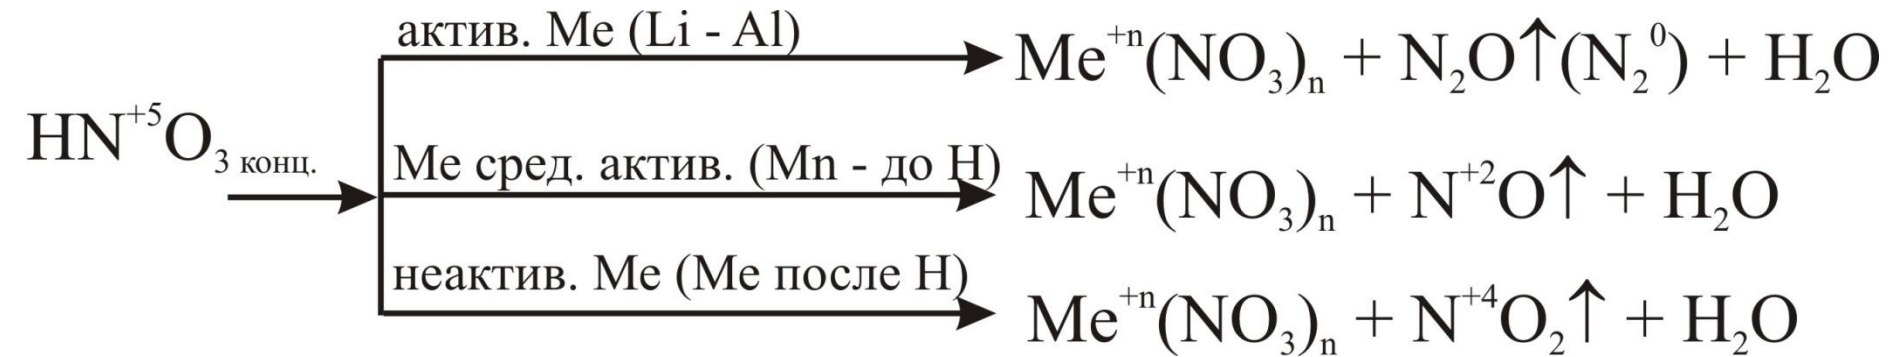 актив. Me (Li - Al)
Me⁺ⁿ(NO₃)ₙ + N₂O↑(N₂⁰) + H₂O
HN⁺⁵O₃ конц.
Me сред. актив. (Mn - до H)
Me⁺ⁿ(NO₃)ₙ + N⁺²O↑ + H₂O
неактив. Me (Me после H)
Me⁺ⁿ(NO₃)ₙ + N⁺⁴O₂↑ + H₂O